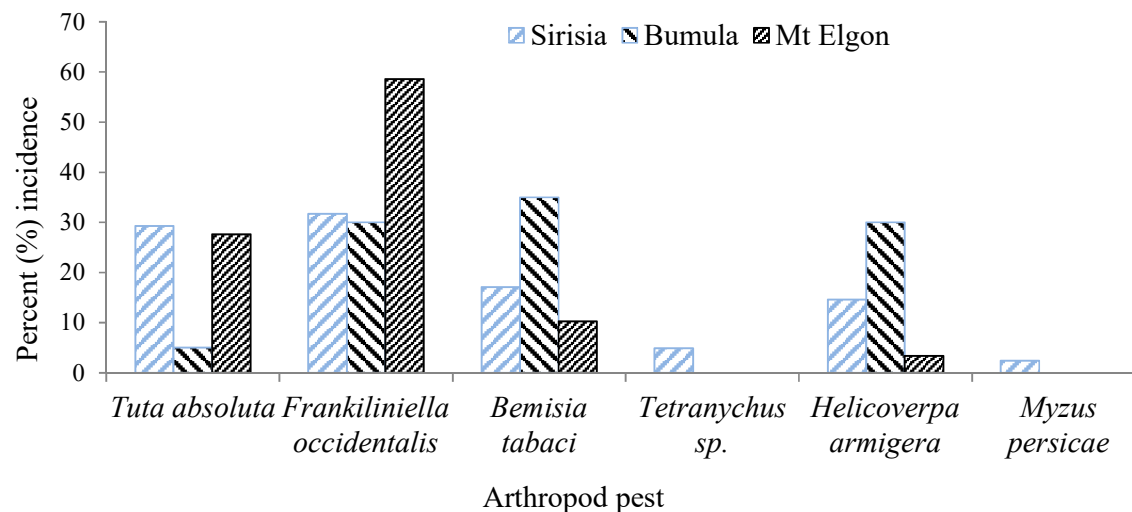 70
60
50
40
30
20
10
0
Percent (%) incidence
Sirisia Bumula Mt Elgon
Tuta absoluta Frankiliniella Bemisia Tetranychus Helicoverpa Myzus
occidentalis tabaci sp. armigera persicae
Arthropod pest